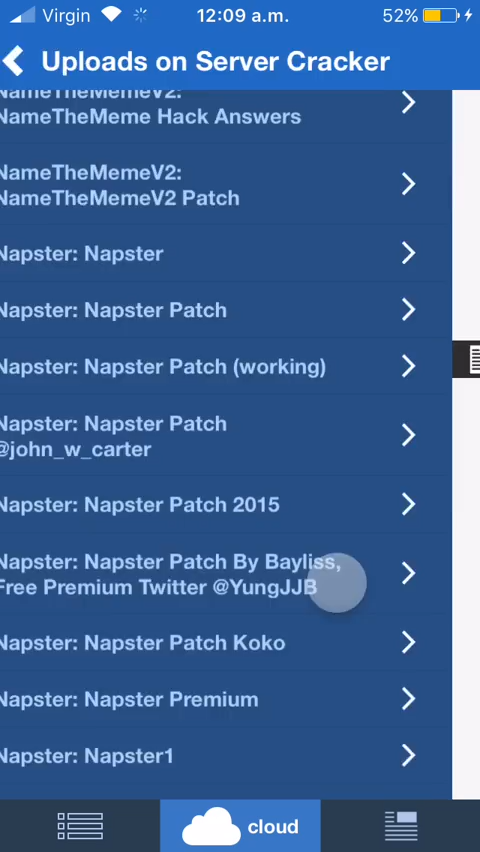 Virgin 12:09 a.m. 52%
Uploads on Server Cracker
NameTheMemeV2:
NameTheMeme Hack Answers
NameTheMemeV2:
NameTheMemeV2 Patch
Napster: Napster
Napster: Napster Patch
Napster: Napster Patch (working)
Napster: Napster Patch
@john_w_carter
Napster: Napster Patch 2015
Napster: Napster Patch By Bayliss,
Free Premium Twitter @YungJJB
Napster: Napster Patch Koko
Napster: Napster Premium
Napster: Napster1
cloud